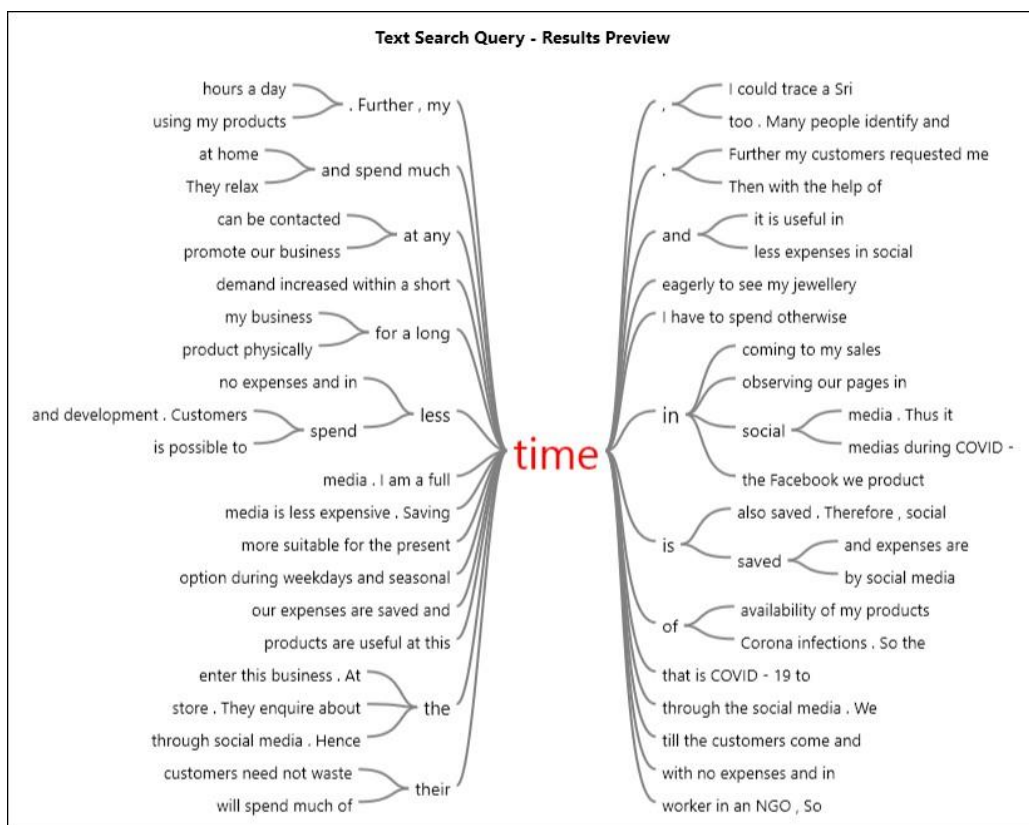 Text Search Query - Results Preview
hours a day
using my products
. Further , my
at home
They relax
and spend much
can be contacted
promote our business
at any
demand increased within a short
my business
product physically
for a long
no expenses and in
and development . Customers
is possible to
spend
less
media . I am a full
media is less expensive . Saving
more suitable for the present
option during weekdays and seasonal
our expenses are saved and
products are useful at this
enter this business . At
store . They enquire about
through social media . Hence
the
customers need not waste
will spend much of
their
time
,
I could trace a Sri
too . Many people identify and
.
Further my customers requested me
Then with the help of
and
it is useful in
less expenses in social
eagerly to see my jewellery
I have to spend otherwise
in
coming to my sales
observing our pages in
social
media . Thus it
medias during COVID -
the Facebook we product
is
also saved . Therefore , social
saved
and expenses are
by social media
of
availability of my products
Corona infections . So the
that is COVID - 19 to
through the social media . We
till the customers come and
with no expenses and in
worker in an NGO , So